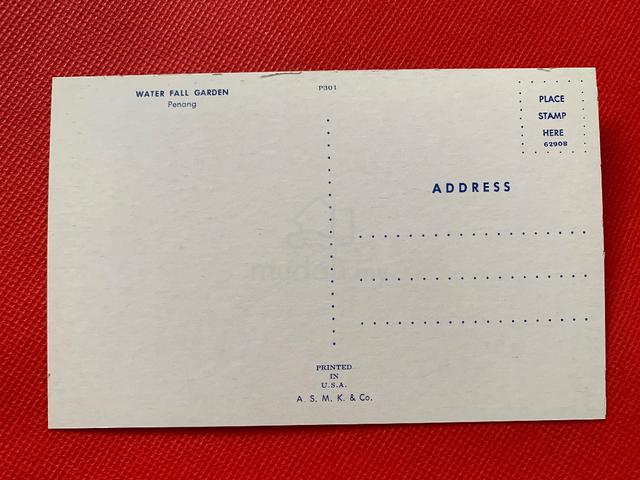 WATER FALL GARDEN
Penang
P301
PLACE
STAMP
HERE
62908
ADDRESS
PRINTED
IN
U.S.A.
A. S. M. K. & Co.